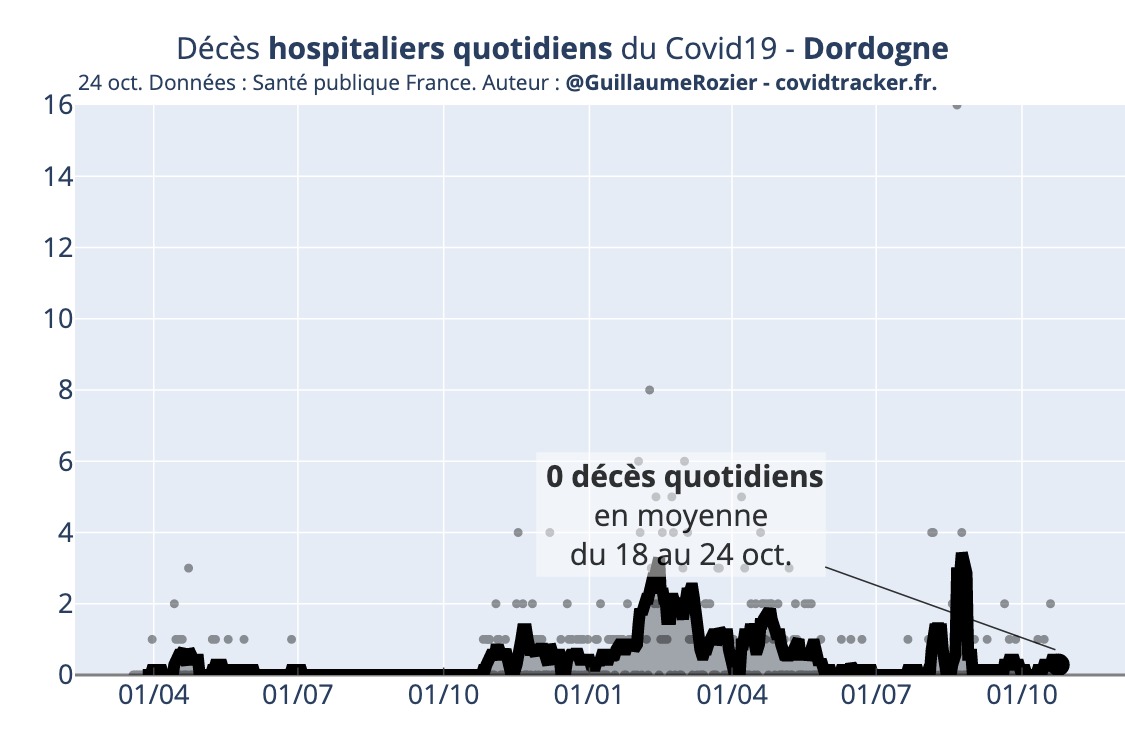 Décès hospitaliers quotidiens du Covid19 - Dordogne
24 oct. Données : Santé publique France. Auteur : @GuillaumeRozier - covidtracker.fr.
16
14
12
10
8
6
4
2
0
0 décès quotidiens
en moyenne
du 18 au 24 oct.
01/04 01/07 01/10 01/01 01/04 01/07 01/10